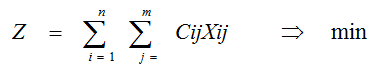 Z = ∑_{i = 1}^{n} ∑_{j =}^{m} CijXij ⇒ min